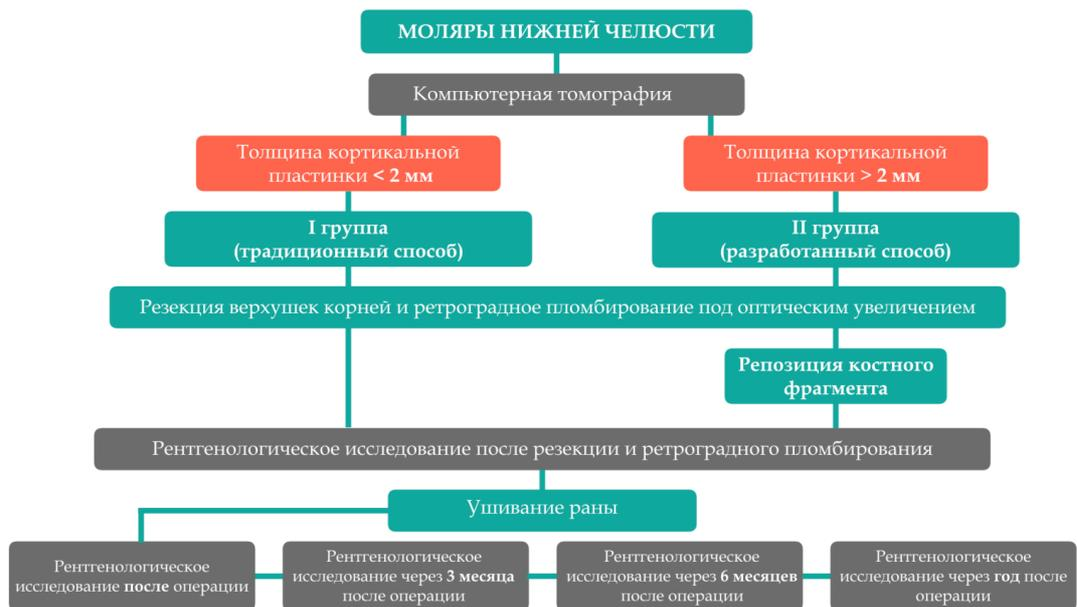 МОЛЯРЫ НИЖНЕЙ ЧЕЛЮСТИ
Компьютерная томография
Толщина кортикальной
пластинки < 2 мм
Толщина кортикальной
пластинки > 2 мм
I группа
(традиционный способ)
II группа
(разработанный способ)
Резекция верхушек корней и ретроградное пломбирование под оптическим увеличением
Репозиция костного
фрагмента
Рентгенологическое исследование после резекции и ретроградного пломбирования
Ушивание раны
Рентгенологическое
исследование после операции
Рентгенологическое
исследование через 3 месяца
после операции
Рентгенологическое
исследование через 6 месяцев
после операции
Рентгенологическое
исследование через год после
операции